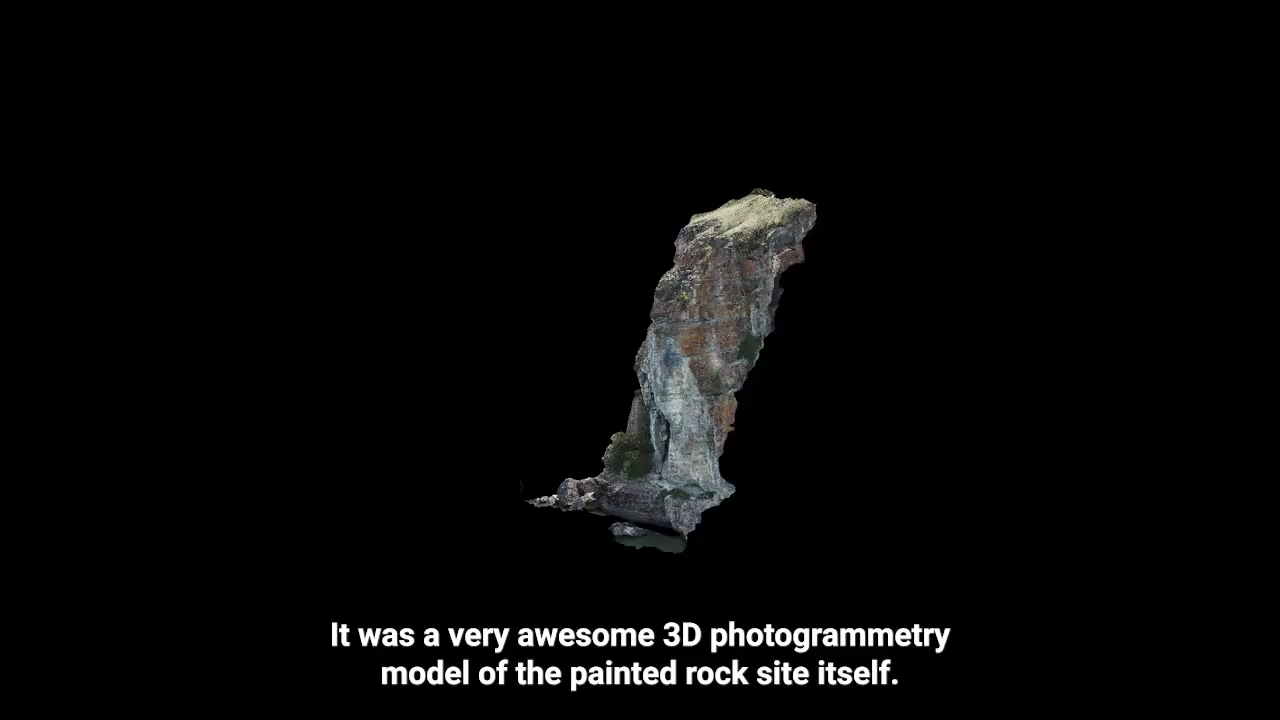 It was a very awesome 3D photogrammetry
model of the painted rock site itself.